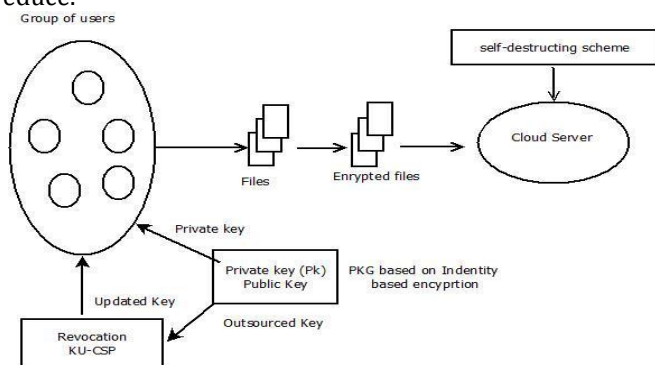 educe.
Group of users
self-destructing scheme
Cloud Server
Files
Enrypted files
Private key
Private key (Pk)
Public Key
PKG based on Indentity
based encyprtion
Updated Key
Outsourced Key
Revocation
KU-CSP